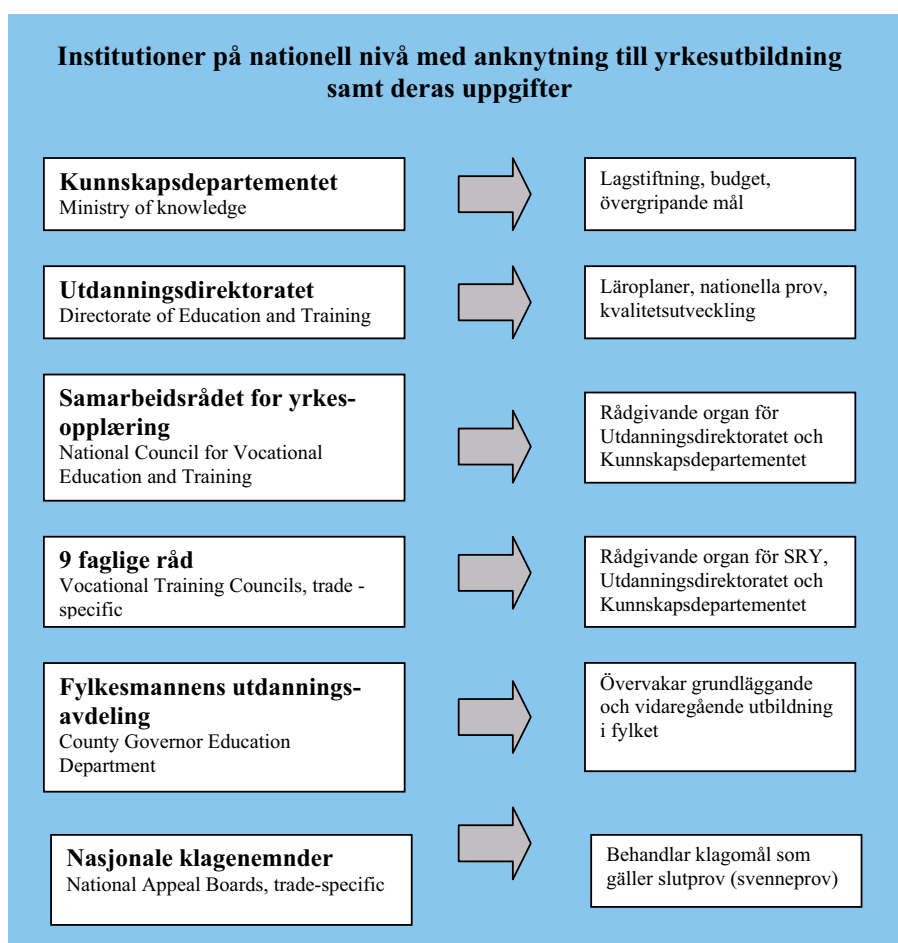 Institutioner på nationell nivå med anknytning till yrkesutbildning
samt deras uppgifter
Kunnskapsdepartementet
Ministry of knowledge
Lagstiftning, budget,
övergripande mål
Utdanningsdirektoratet
Directorate of Education and Training
Läroplaner, nationella prov,
kvalitetsutveckling
Samarbeidsrådet for yrkes-
opplæring
National Council for Vocational
Education and Training
Rådgivande organ för
Utdanningsdirektoratet och
Kunnskapsdepartementet
9 faglige råd
Vocational Training Councils, trade -
specific
Rådgivande organ för SRY,
Utdanningsdirektoratet och
Kunnskapsdepartementet
Fylkesmannens utdannings-
avdeling
County Governor Education
Department
Övervakar grundläggande
och vidaregående utbildning
i fylket
Nasjonale klagenemnder
National Appeal Boards, trade-specific
Behandlar klagomål som
gäller slutprov (svenneprov)